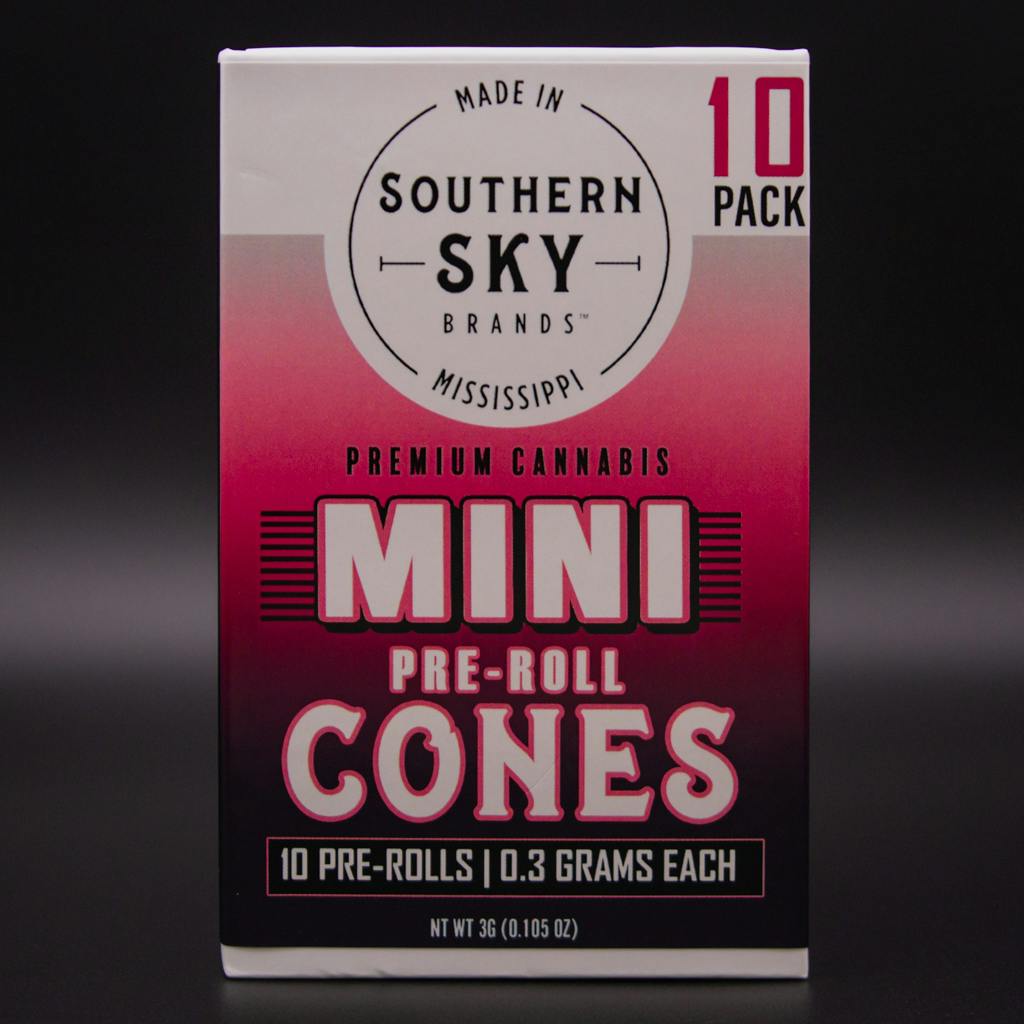 MADE IN
10
PACK
SOUTHERN
SKY
BRANDS™
MISSISSIPPI
PREMIUM CANNABIS
MINI
PRE-ROLL
CONES
10 PRE-ROLLS | 0.3 GRAMS EACH
NT WT 3G (0.105 OZ)